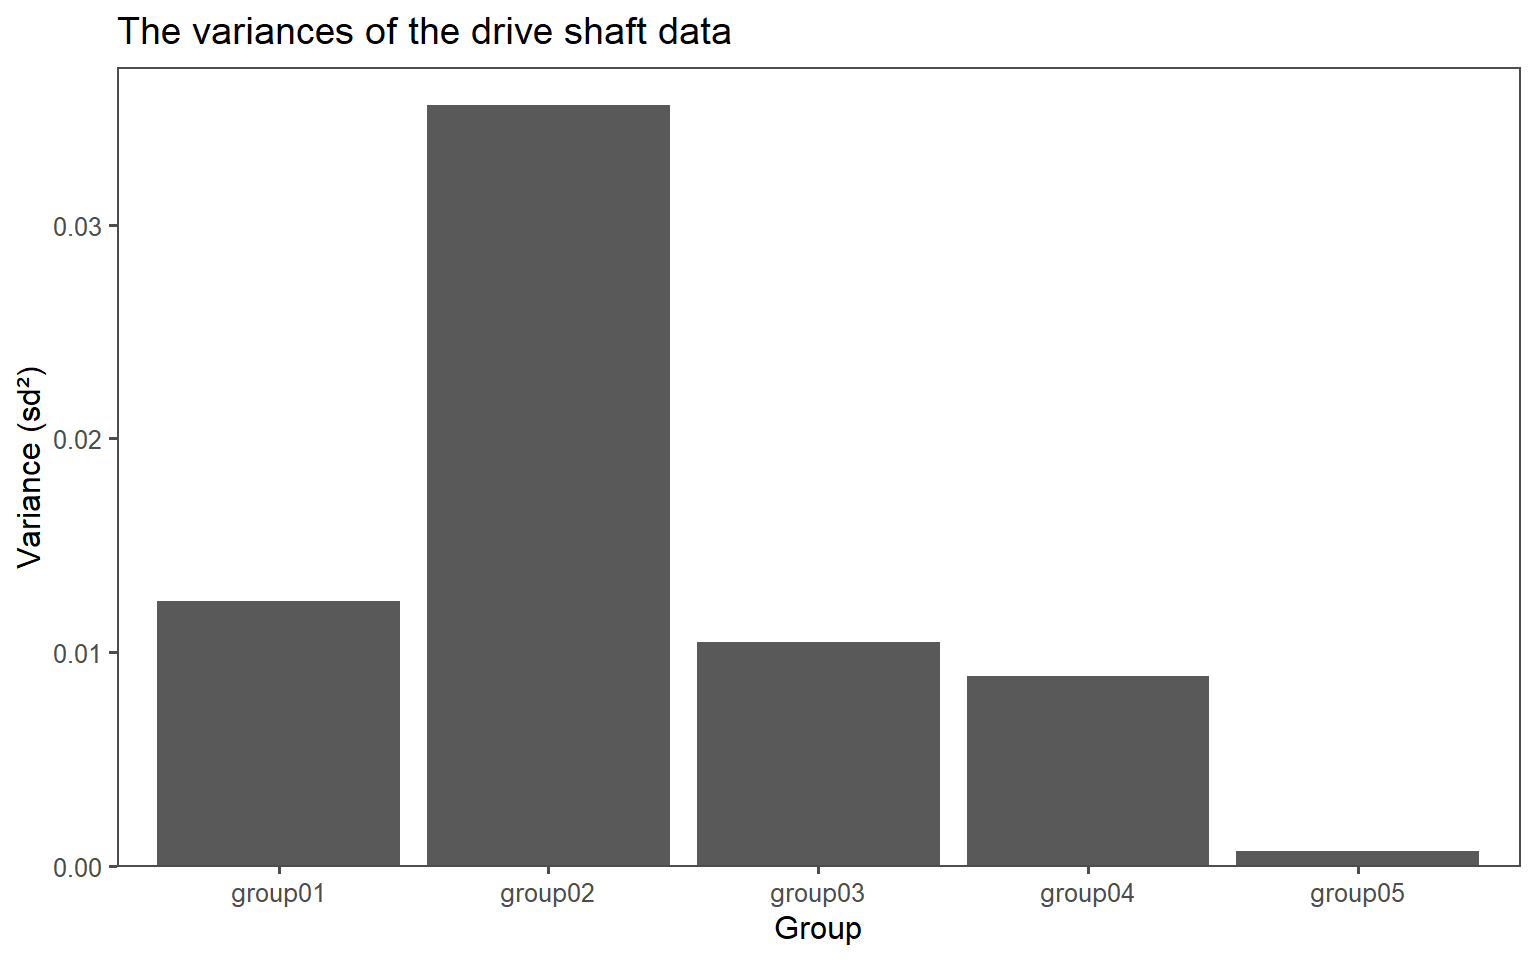 The variances of the drive shaft data
Variance (sd²)
0.03
0.02
0.01
0.00
group01
group02
group03
group04
group05
Group